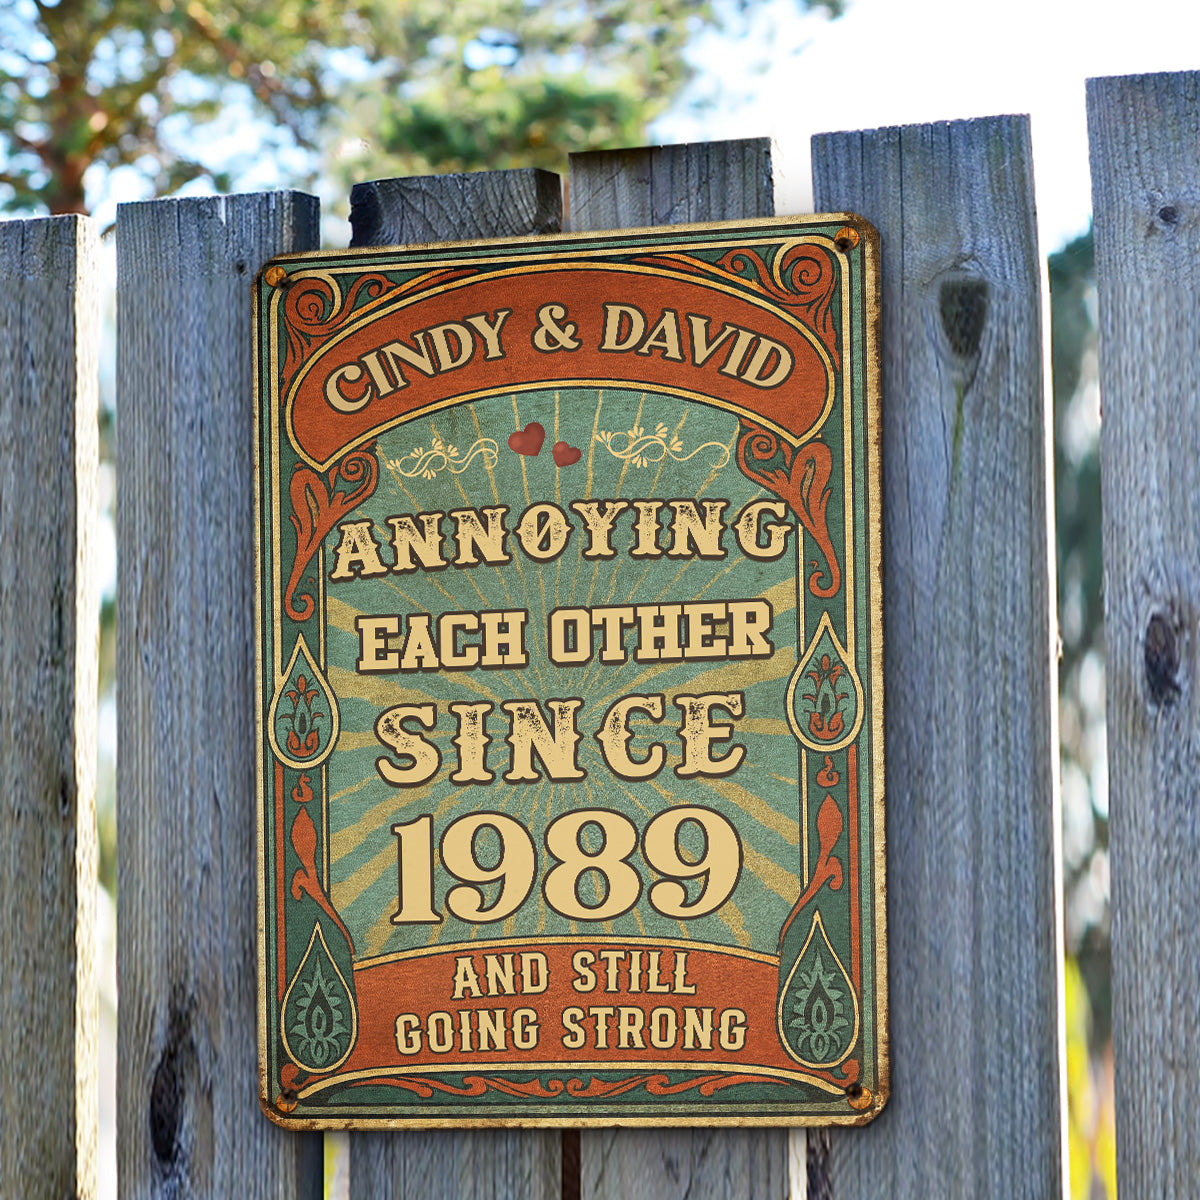 CINDY & DAVID
ANNOYING
EACH OTHER
SINCE
1989
AND STILL
GOING STRONG